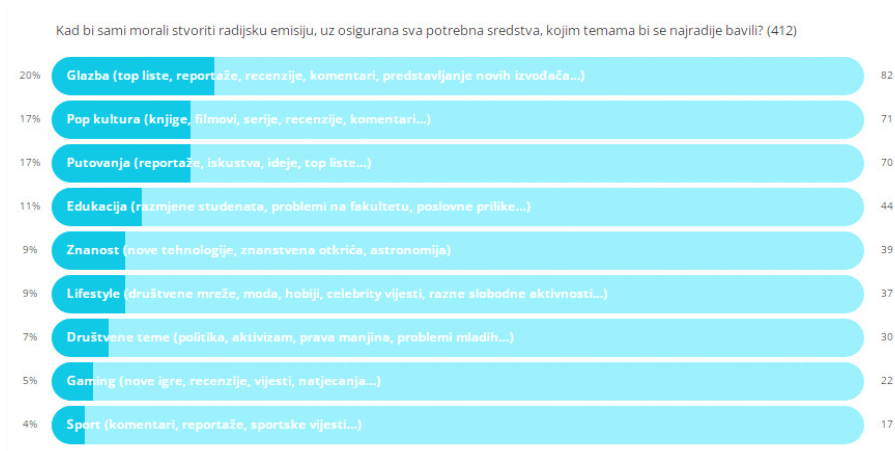 Kad bi sami morali stvoriti radijsku emisiju, uz osigurana sva potrebna sredstva, kojim temama bi se najradije bavili? (412)
20% Glazba (top liste, reportaže, recenzije, komentari, predstavljanje novih izvođača...) 82
17% Pop kultura (knjige, filmovi, serije, recenzije, komentari...) 71
17% Putovanja (reportaže, iskustva, ideje, top liste...) 70
11% Edukacija (razmjene studenata, problemi na fakultetu, poslovne prilike...) 44
9% Znanost (nove tehnologije, znanstvena otkrića, astronomija) 39
9% Lifestyle (društvene mreže, moda, hobiji, celebrity vijesti, razne slobodne aktivnosti...) 37
7% Društvene teme (politika, aktivizam, prava manjina, problemi mladih...) 30
5% Gaming (nove igre, recenzije, vijesti, natjecanja...) 22
4% Sport (komentari, reportaže, sportske vijesti...) 17